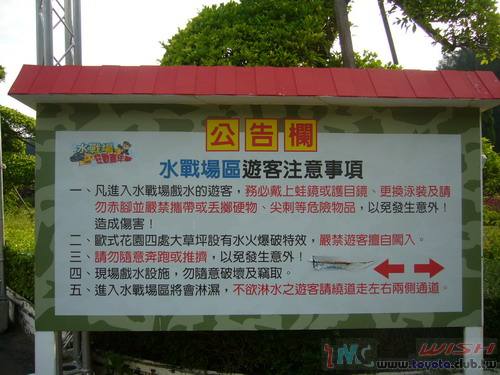 水戰場
公告欄
水戰場區遊客注意事項
一、凡進入水戰場戲水的遊客，務必戴上蛙鏡或護目鏡、更換泳裝及請
勿赤腳並嚴禁攜帶或丟擲硬物、尖刺等危險物品，以免發生意外!
造成傷害!
二、歐式花園四處大草坪設有水火爆破特效，嚴禁遊客擅自闖入。
三、請勿隨意奔跑或推擠，以免發生意外!
四、現場戲水設施，勿隨意破壞及竊取。
五、進入水戰場區將會淋濕，不欲淋水之遊客請繞道走左右兩側通道。
WISH
www.toyota.club.tw